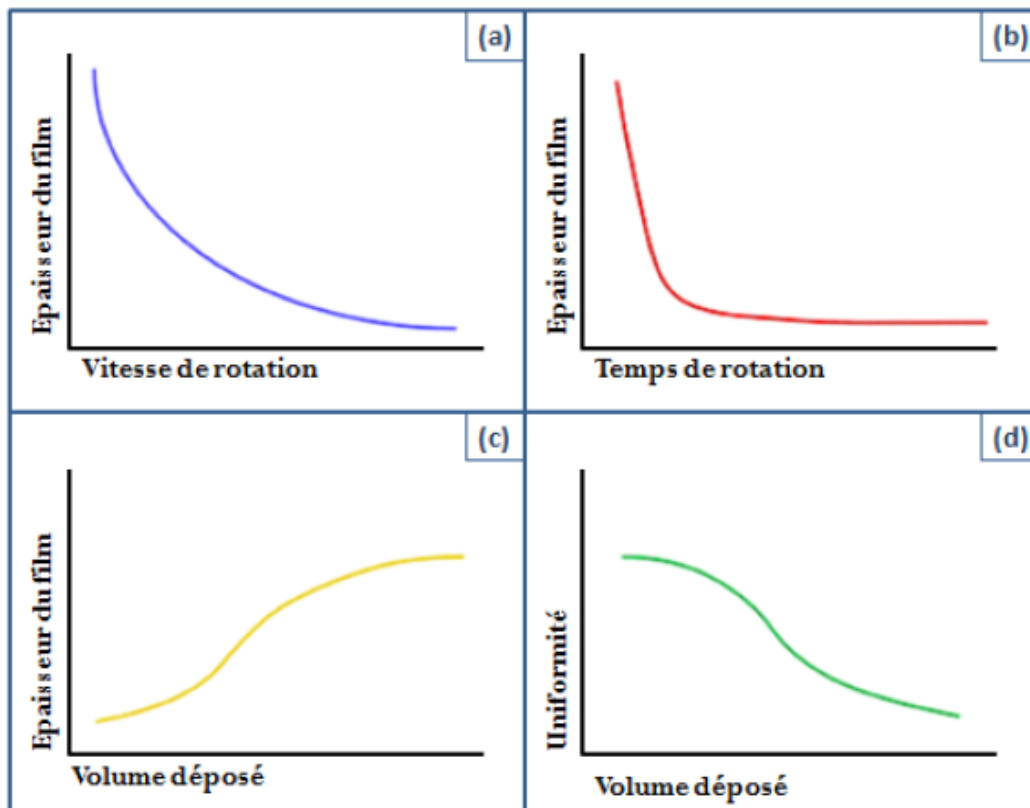 (a)
Epaisseur du film
Vitesse de rotation
(b)
Epaisseur du film
Temps de rotation
(c)
Epaisseur du film
Volume déposé
(d)
Uniformité
Volume déposé